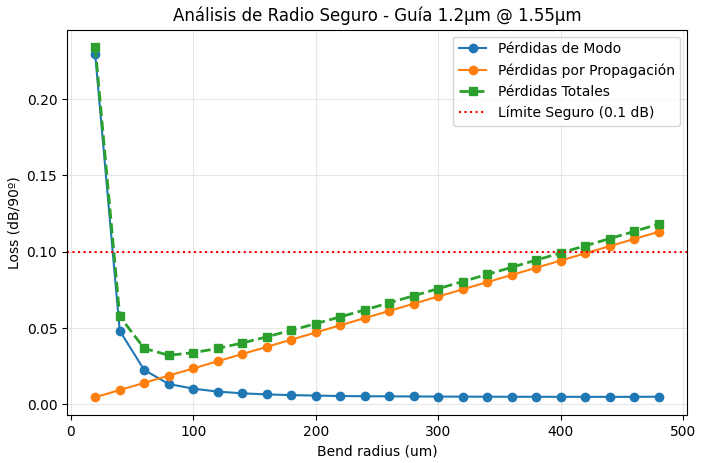 Análisis de Radio Seguro - Guía 1.2µm @ 1.55µm
Pérdidas de Modo
Pérdidas por Propagación
Pérdidas Totales
Límite Seguro (0.1 dB)
Loss (dB/90º)
0.20
0.15
0.10
0.05
0.00
0
100
200
300
400
500
Bend radius (um)